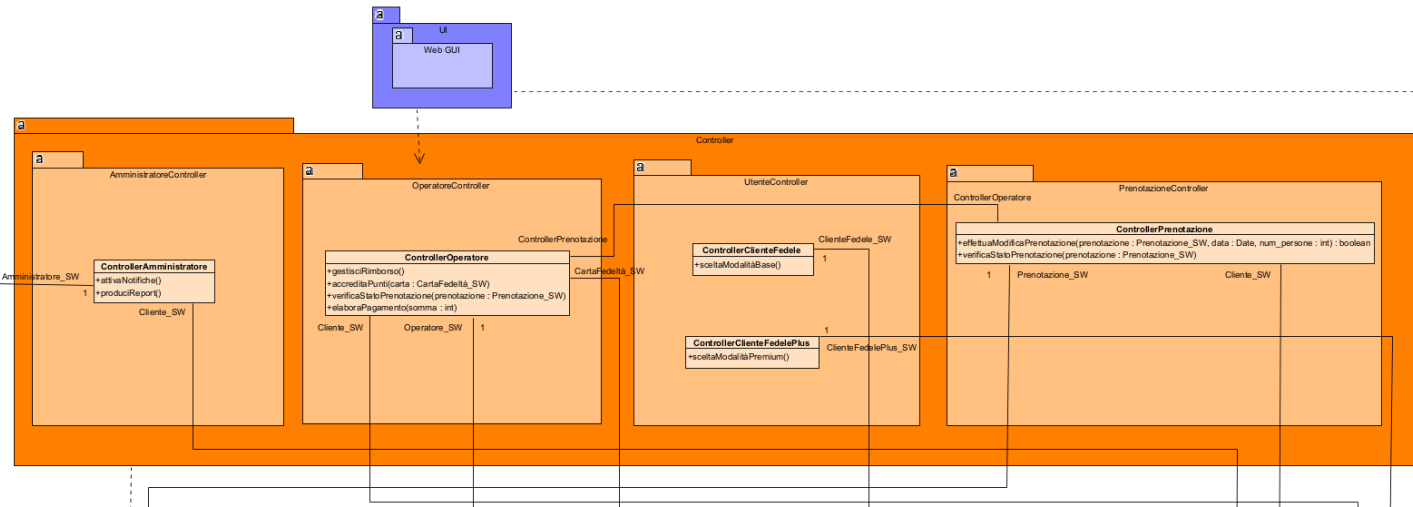 a
UI
a
Web GUI
a
Controller
a
AmministratoreController
Amministratore_SW
1
ControllerAmministratore
+attivaNotifiche()
+produciReport()
Cliente_SW
a
OperatoreController
ControllerPrenotazione
CartaFedeltà_SW
ControllerOperatore
+gestisciRimborso()
+accreditaPunti(carta : CartaFedeltà_SW)
+verificaStatoPrenotazione(prenotazione : Prenotazione_SW)
+elaboraPagamento(somma : int)
Cliente_SW
Operatore_SW
1
a
UtenteController
ClienteFedele_SW
1
ControllerClienteFedele
+sceltaModalitàBase()
1
ControllerClienteFedelePlus
+sceltaModalitàPremium()
ClienteFedelePlus_SW
a
PrenotazioneController
ControllerOperatore
ControllerPrenotazione
+effettuaModificaPrenotazione(prenotazione : Prenotazione_SW, data : Date, num_persone : int) : boolean
+verificaStatoPrenotazione(prenotazione : Prenotazione_SW)
1
Prenotazione_SW
Cliente_SW